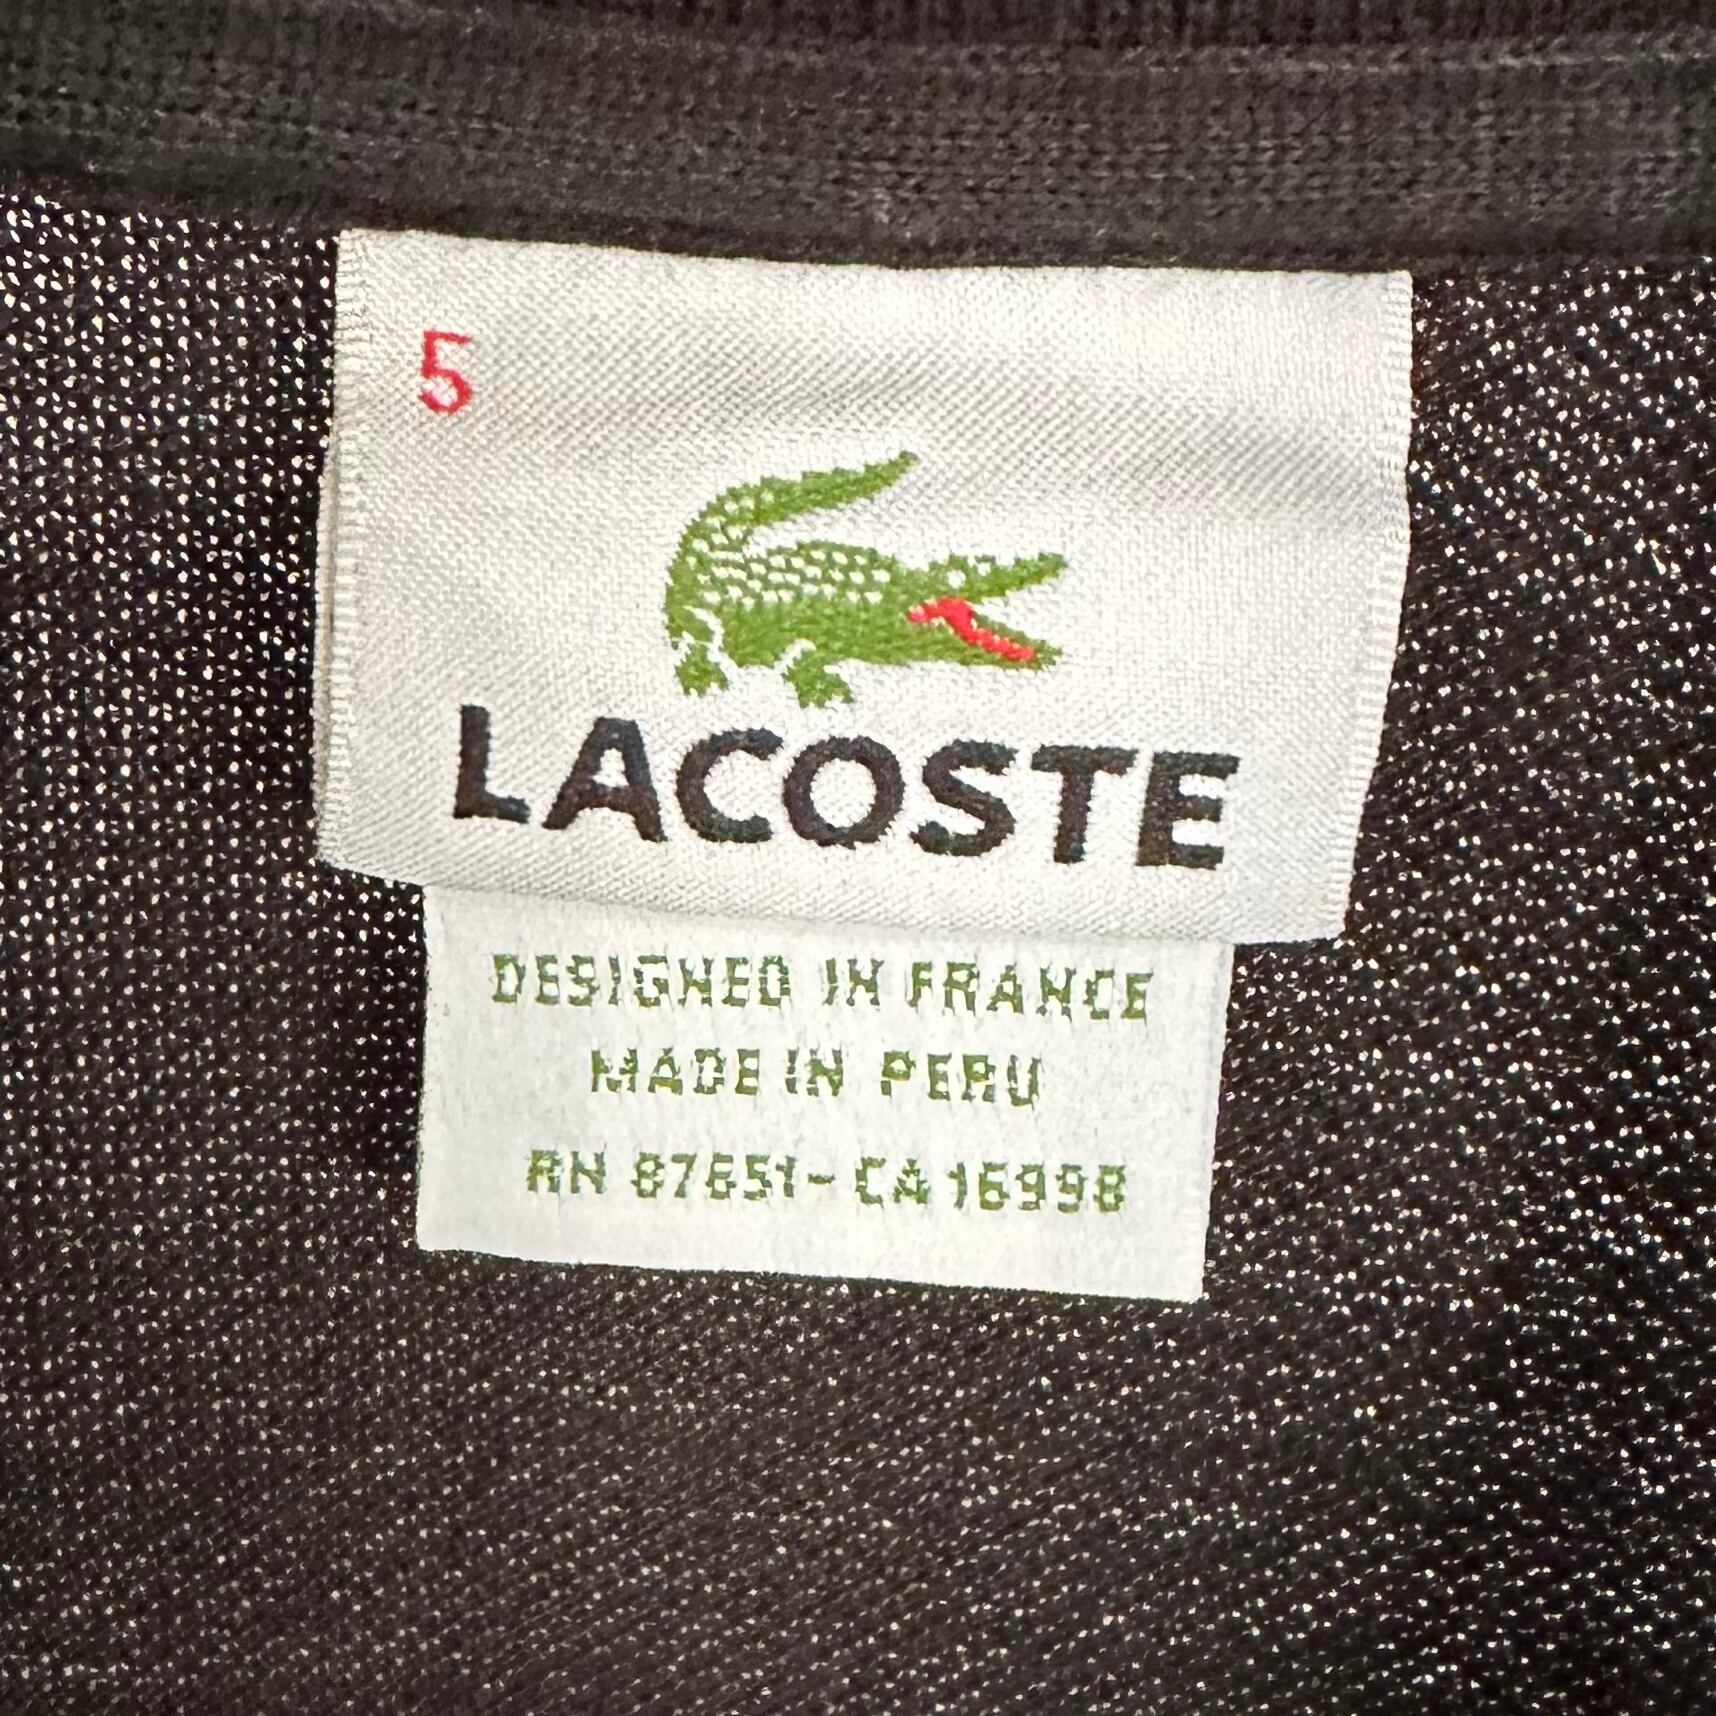 5
LACOSTE
DESIGNED IN FRANCE
MADE IN PERU
RN 87651-CA 16998